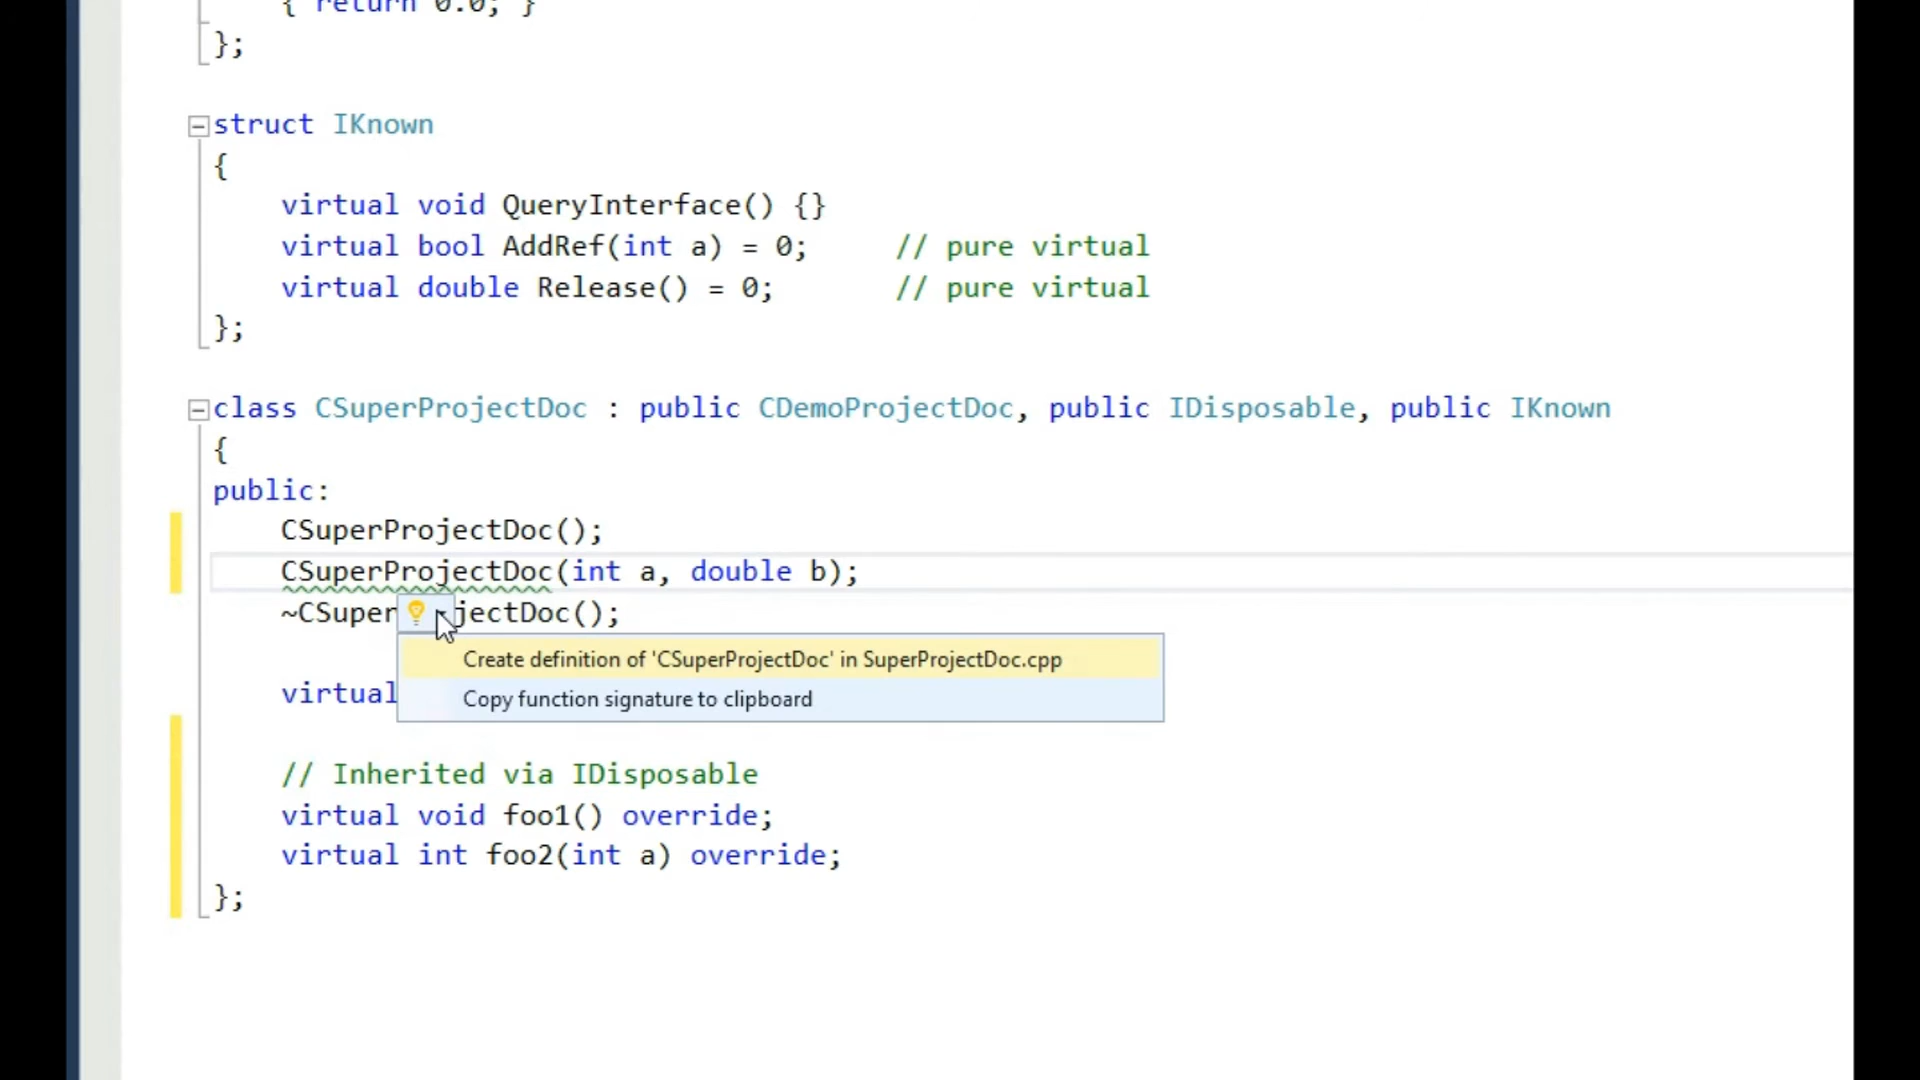 { return 0.0; }
};
struct IKnown
{
virtual void QueryInterface() {}
virtual bool AddRef(int a) = 0;     // pure virtual
virtual double Release() = 0;       // pure virtual
};
class CSuperProjectDoc : public CDemoProjectDoc, public IDisposable, public IKnown
{
public:
CSuperProjectDoc();
CSuperProjectDoc(int a, double b);
~CSuper jectDoc();
Create definition of 'CSuperProjectDoc' in SuperProjectDoc.cpp
virtual
Copy function signature to clipboard
// Inherited via IDisposable
virtual void foo1() override;
virtual int foo2(int a) override;
};